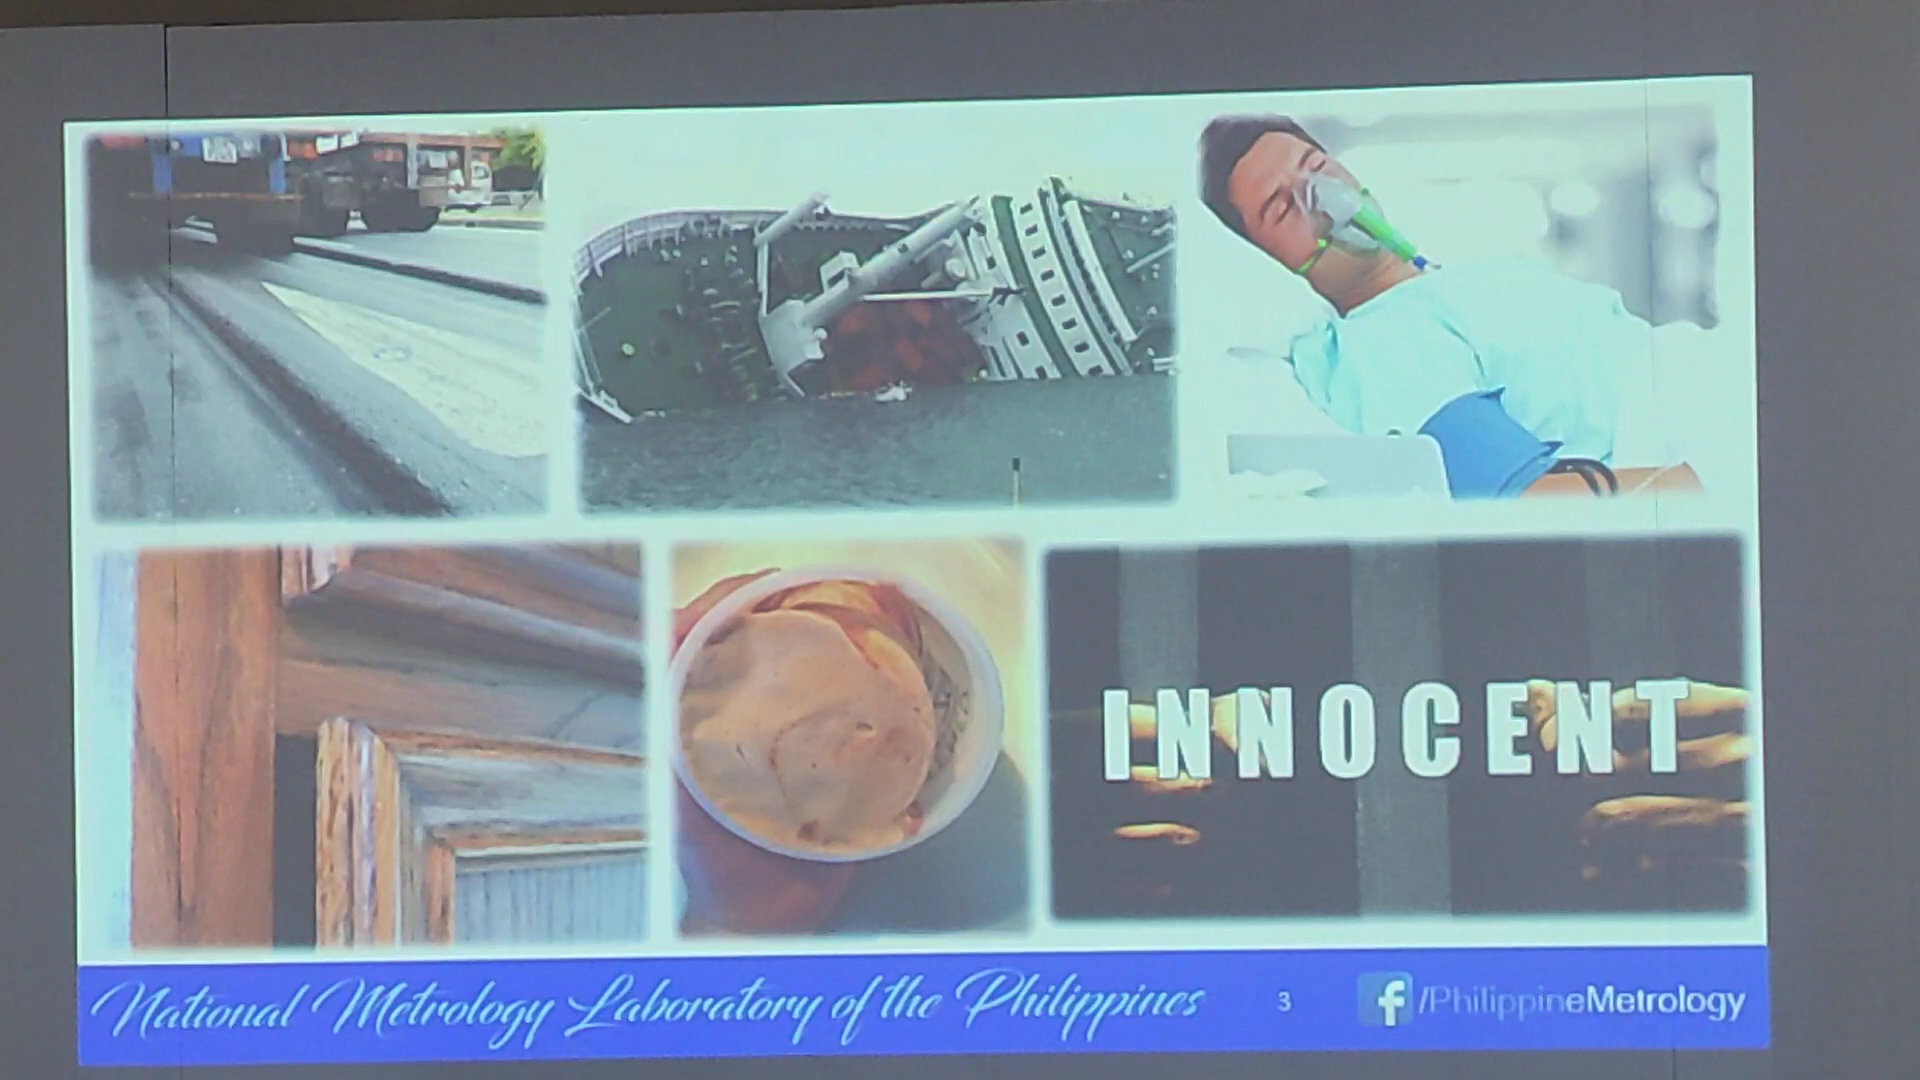 INNOCENT
National Metrology Laboratory of the Philippines
3
f/PhilippineMetrology